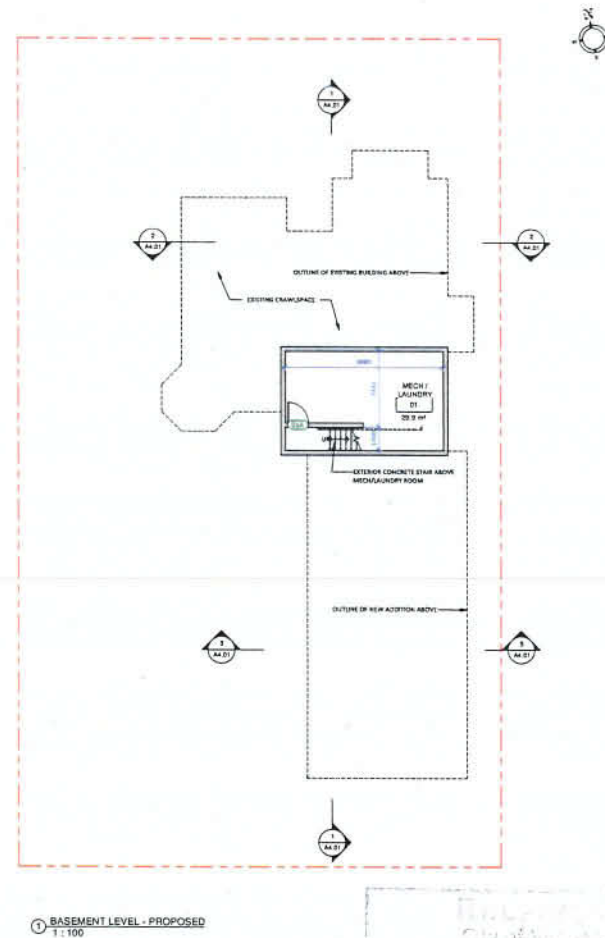 N
1
A4.01
2
A4.01
2
A4.01
OUTLINE OF EXISTING BUILDING ABOVE
EXISTING CRAWLSPACE
MECH /
LAUNDRY
01
29.9 m²
UP
EXTERIOR CONCRETE STAIR ABOVE
MECH/LAUNDRY ROOM
OUTLINE OF NEW ADDITION ABOVE
3
A4.01
3
A4.01
1
A4.01
1 BASEMENT LEVEL - PROPOSED
1 : 100